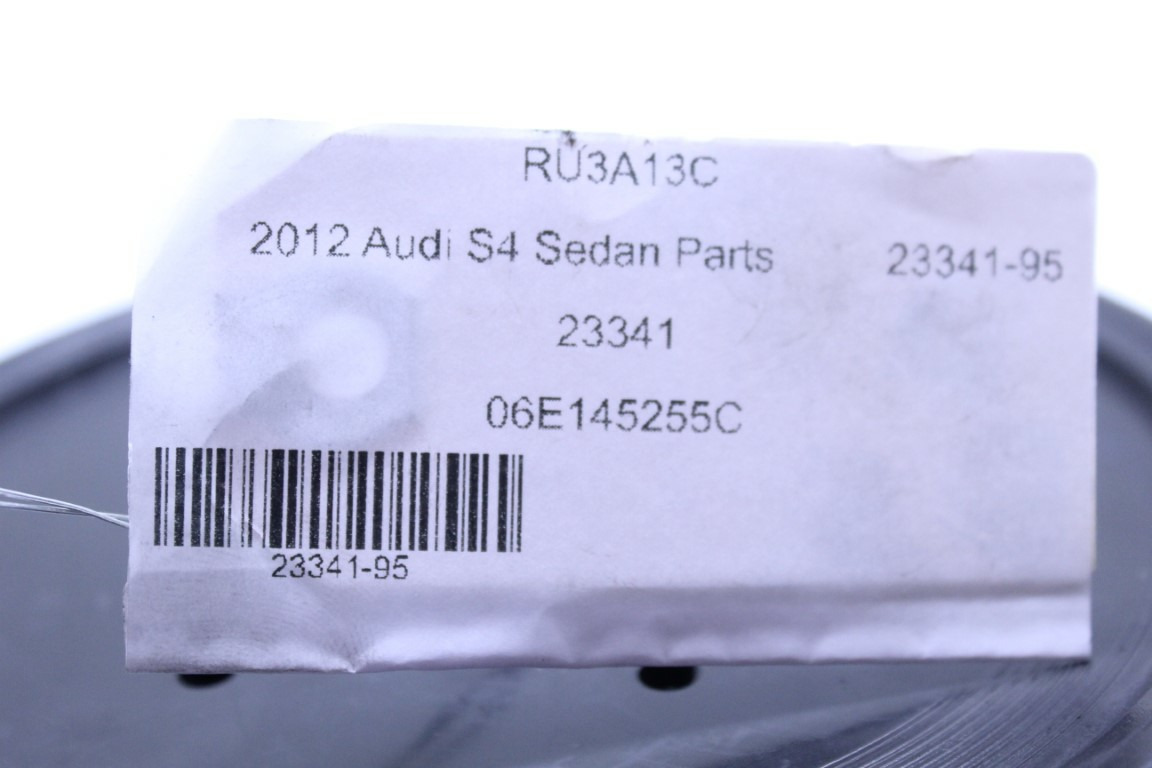 RU3A13C
2012 Audi S4 Sedan Parts 23341-95
23341
06E145255C
23341-95